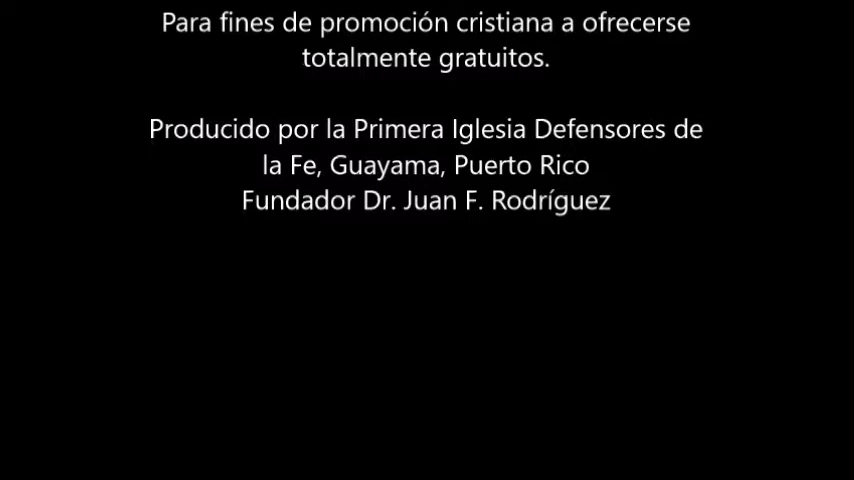 Para fines de promoción cristiana a ofrecerse
totalmente gratuitos.
Producido por la Primera Iglesia Defensores de
la Fe, Guayama, Puerto Rico
Fundador Dr. Juan F. Rodríguez